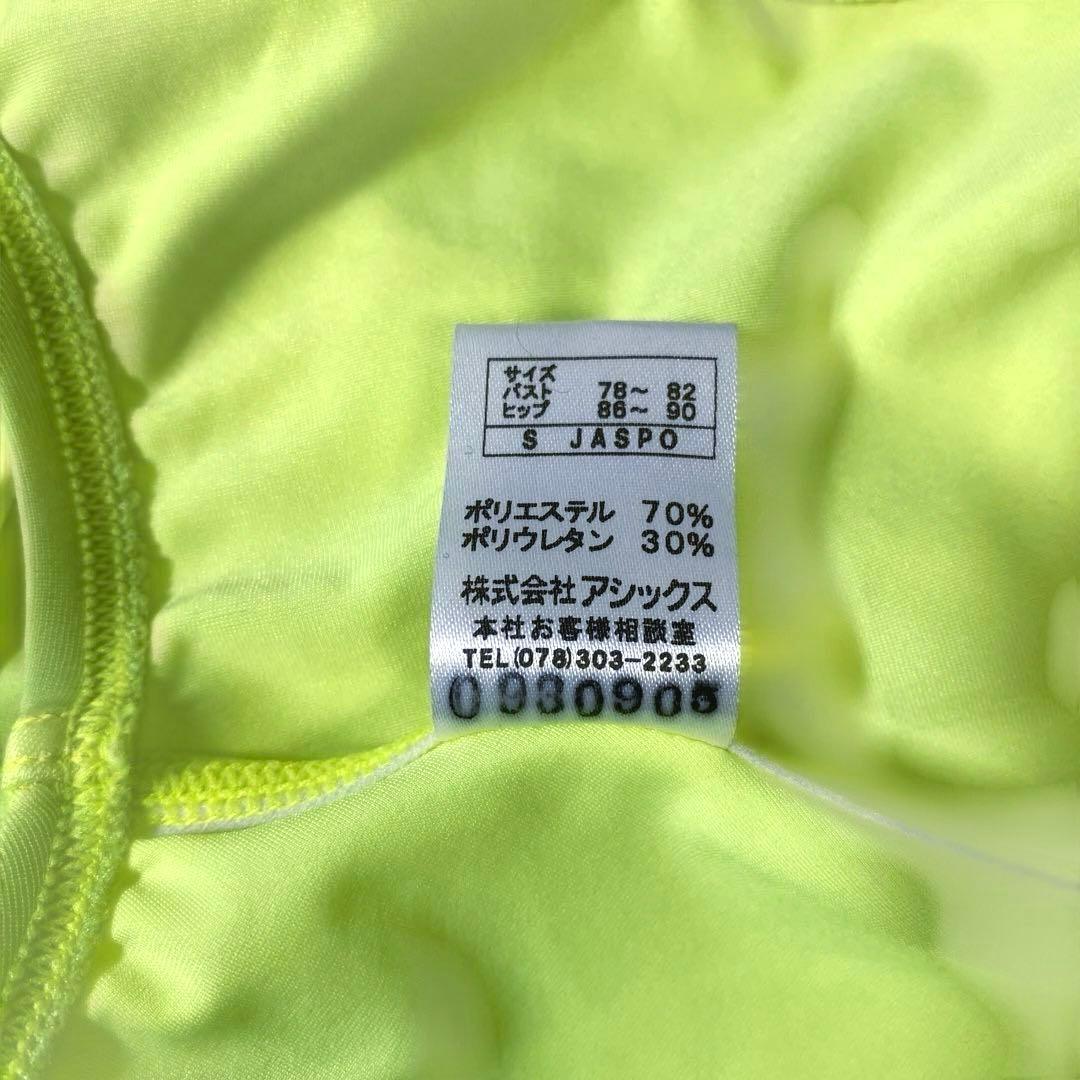 サイズ
バスト 78～ 82
ヒップ 86～ 90
S JASPO
ポリエステル 70%
ポリウレタン 30%
株式会社アシックス
本社お客様相談室
TEL(078)303-2233
0930905